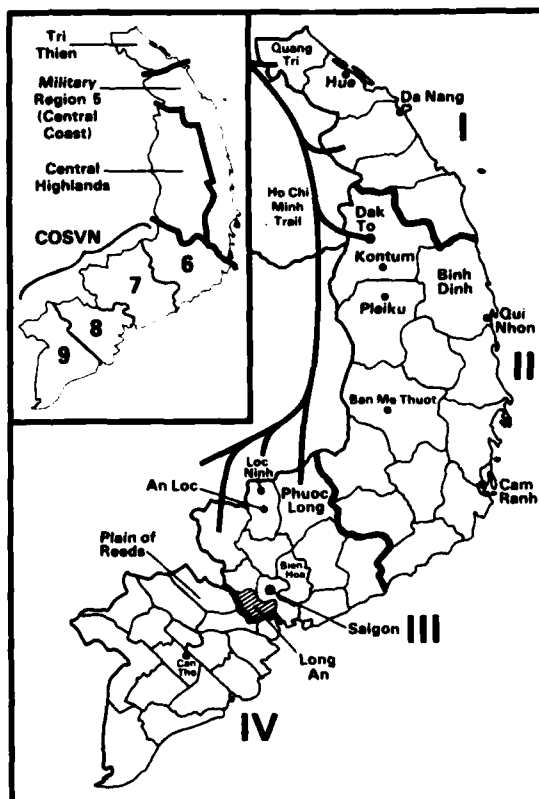 Tri
Thien
Military
Region 5
(Central
Coast)
Central
Highlands
COSVN
6
7
8
9
Quang
Tri
Hue
Da Nang
I
Ho Chi
Minh
Trail
Dak
To
Kontum
Binh
Dinh
Pleiku
Qui
Nhon
II
Ban Me Thuot
Cam
Ranh
Loc
Ninh
An Loc
Phuoc
Long
Plain of
Reeds
Bien
Hoa
Saigon
III
Long
An
Can
Tho
IV